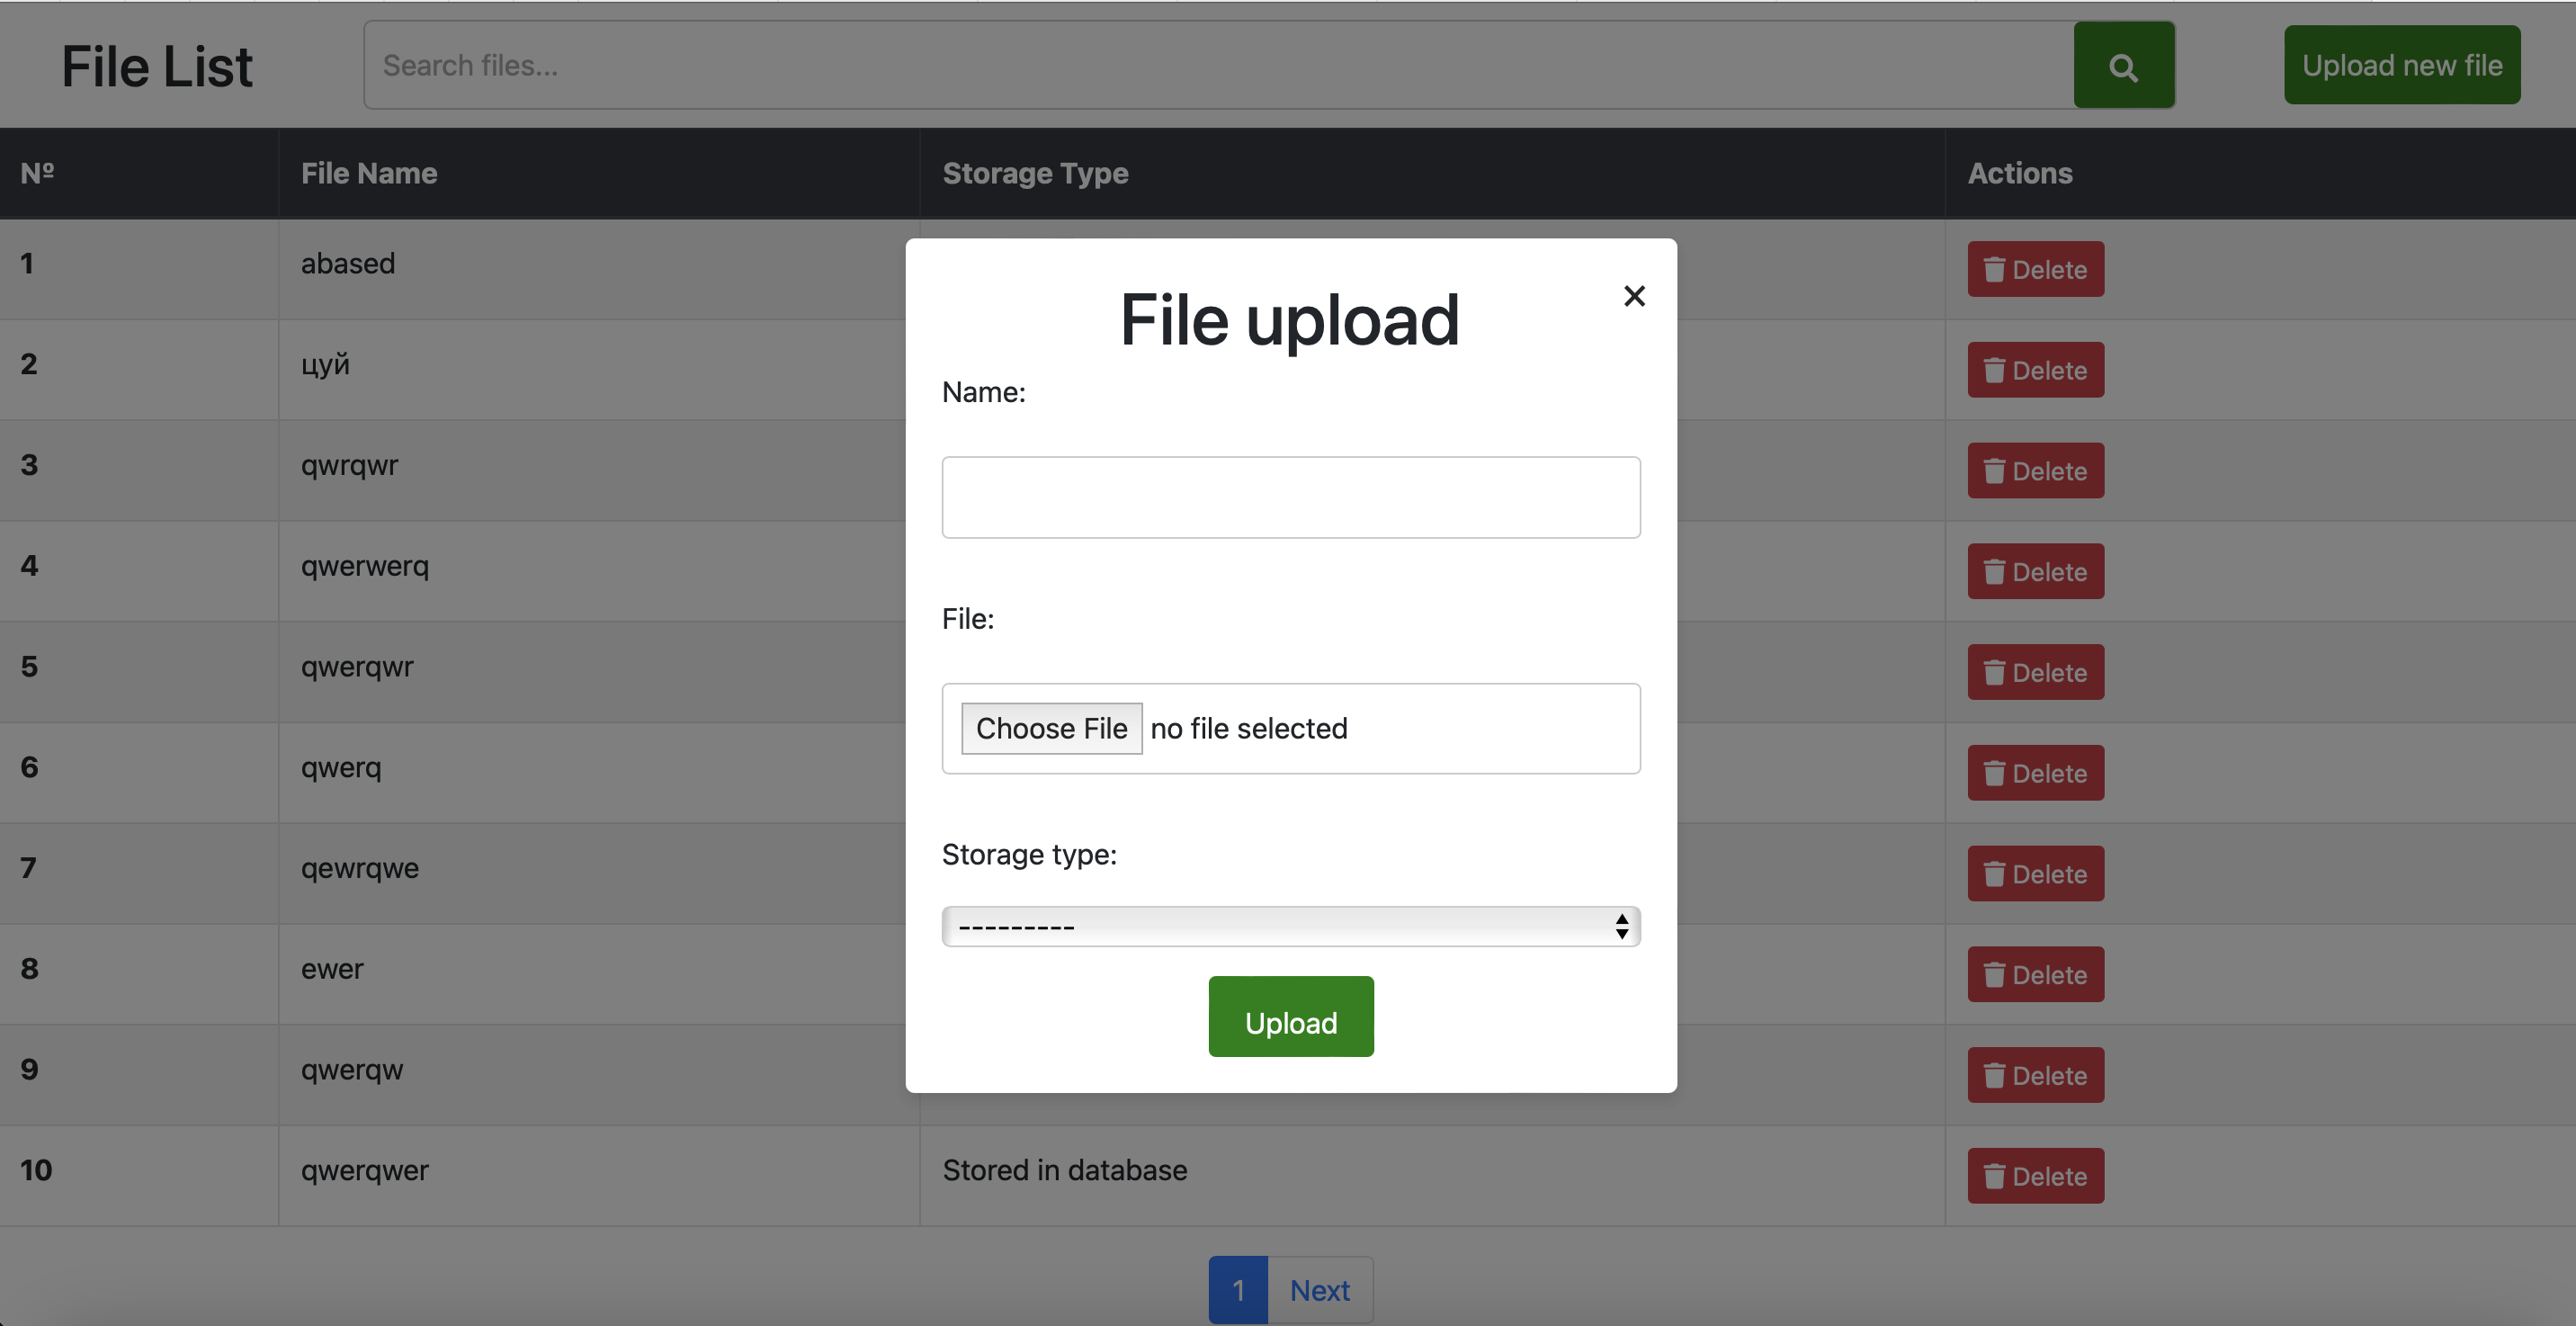 File List
Search files...
Upload new file
Nº File Name Storage Type Actions
1 abased Delete
2 цуй Delete
3 qwrqwr Delete
4 qwerwerq Delete
5 qwerqwr Delete
6 qwerq Delete
7 qewrqwe Delete
8 ewer Delete
9 qwerqw Delete
10 qwerqwer Stored in database Delete
1 Next
File upload
×
Name:
File:
Choose File no file selected
Storage type:
---------
Upload